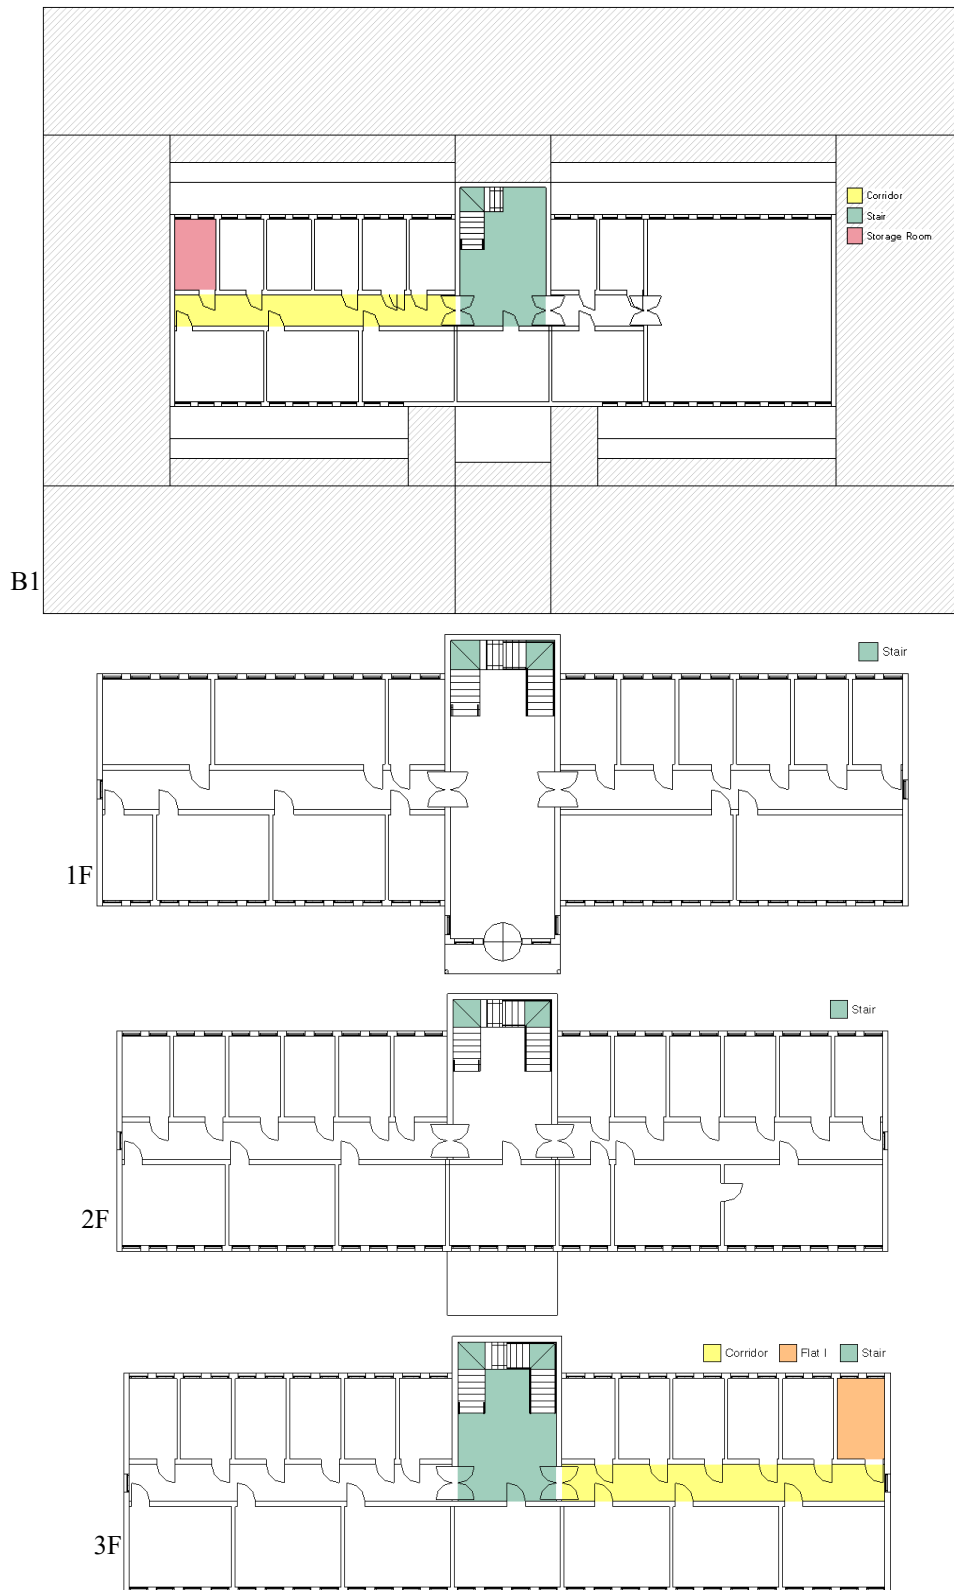 Corridor
Stair
Storage Room
B1
Stair
1F
Stair
2F
Corridor Flat I Stair
3F